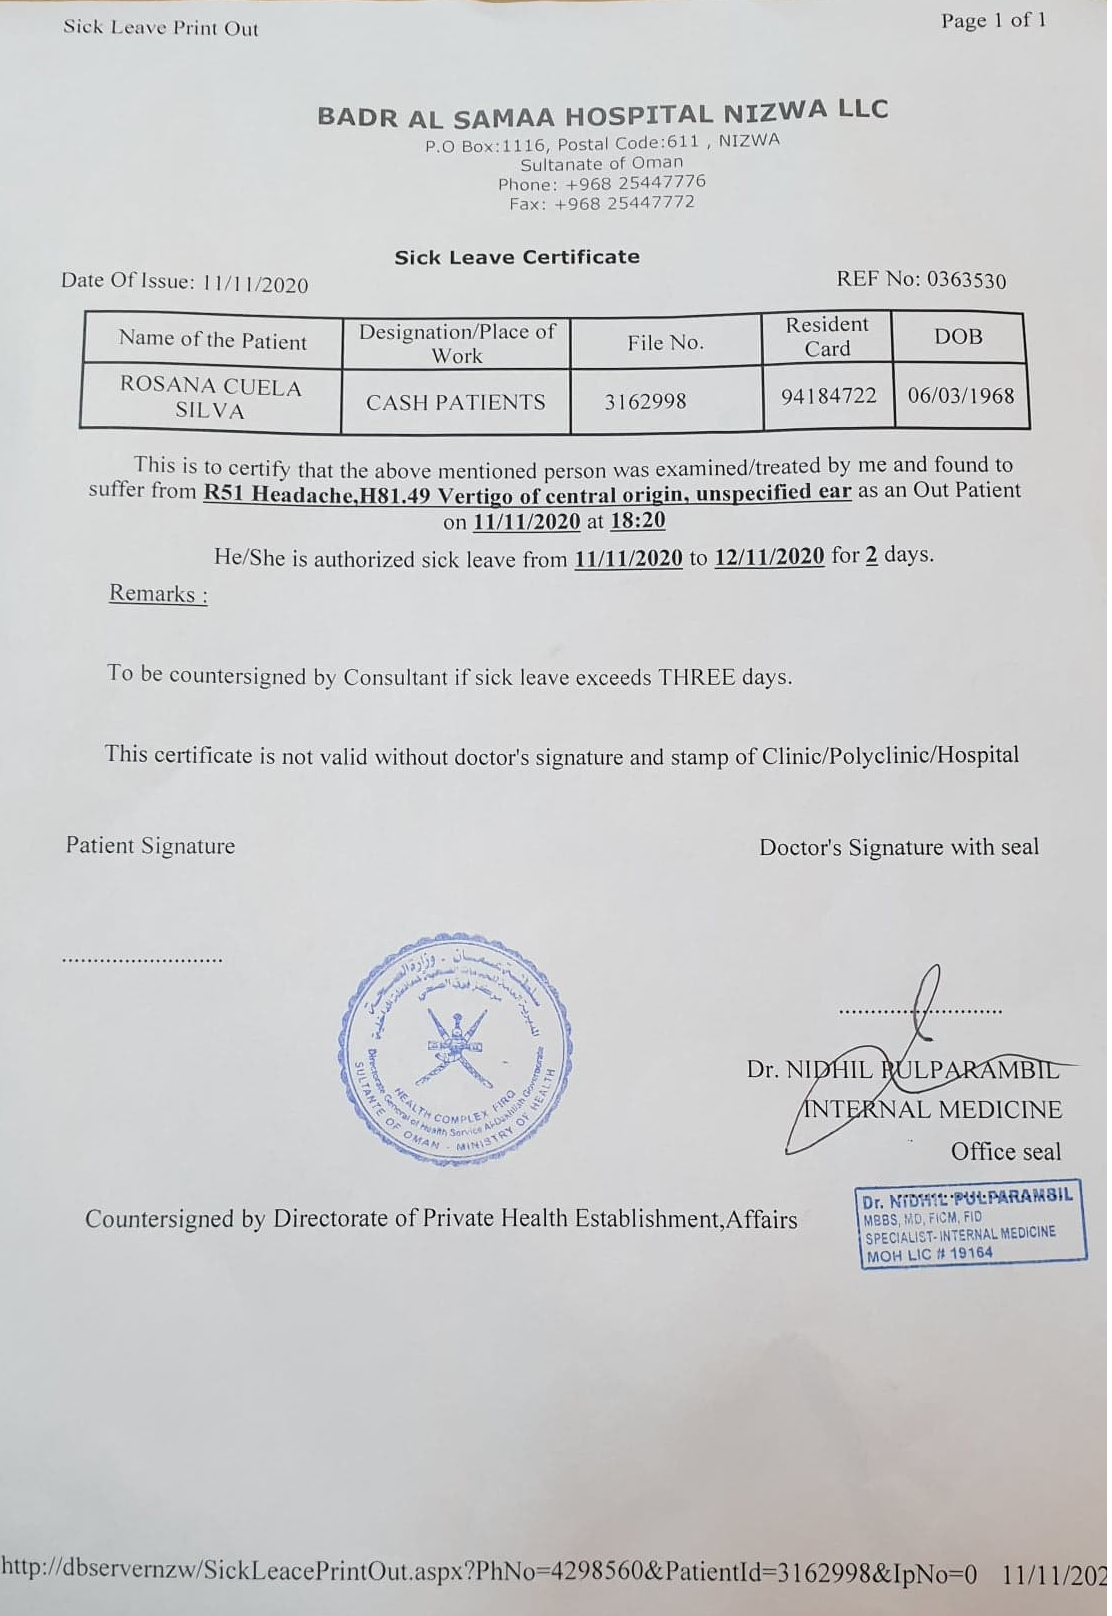 Sick Leave Print Out
Page 1 of 1
BADR AL SAMAA HOSPITAL NIZWA LLC
P.O Box:1116, Postal Code:611 , NIZWA
Sultanate of Oman
Phone: +968 25447776
Fax: +968 25447772
Sick Leave Certificate
Date Of Issue: 11/11/2020
REF No: 0363530
Name of the Patient
Designation/Place of
Work
File No.
Resident
Card
DOB
ROSANA CUELA
SILVA
CASH PATIENTS
3162998
94184722
06/03/1968
This is to certify that the above mentioned person was examined/treated by me and found to
suffer from R51 Headache,H81.49 Vertigo of central origin, unspecified ear as an Out Patient
on 11/11/2020 at 18:20
He/She is authorized sick leave from 11/11/2020 to 12/11/2020 for 2 days.
Remarks :
To be countersigned by Consultant if sick leave exceeds THREE days.
This certificate is not valid without doctor's signature and stamp of Clinic/Polyclinic/Hospital
Patient Signature
Doctor's Signature with seal
سلطنة عمان - وزارة الصحة
مركز فرق الصحي
HEALTH COMPLEX FIRQ
Directorate General of Health Service Al-Dakhiliah Governorate
SULTANTE OF OMAN - MINISTRY OF HEALTH
Dr. NIDHIL PULPARAMBIL
INTERNAL MEDICINE
Office seal
Dr. NIDHIL PULPARAMBIL
MBBS, MD, FICM, FID
SPECIALIST- INTERNAL MEDICINE
MOH LIC # 19164
Countersigned by Directorate of Private Health Establishment,Affairs
http://dbservernzw/SickLeacePrintOut.aspx?PhNo=4298560&PatientId=3162998&IpNo=0 11/11/202